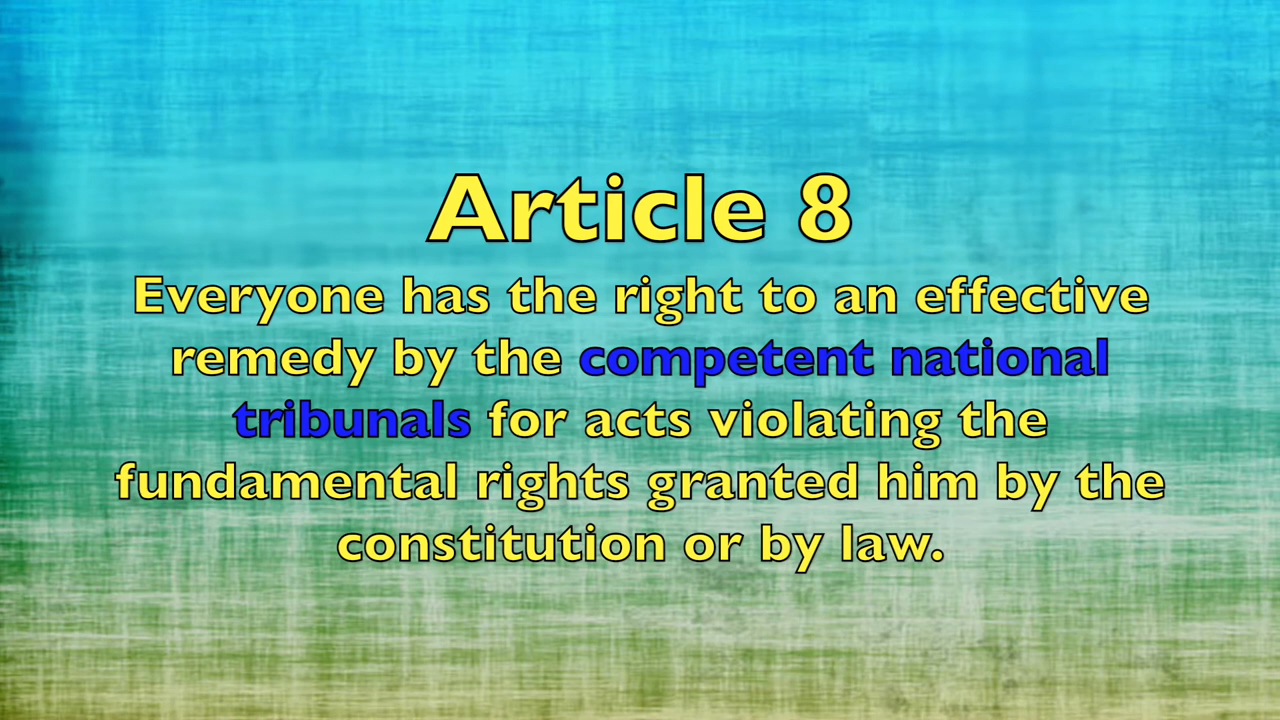 Article 8
Everyone has the right to an effective
remedy by the competent national
tribunals for acts violating the
fundamental rights granted him by the
constitution or by law.